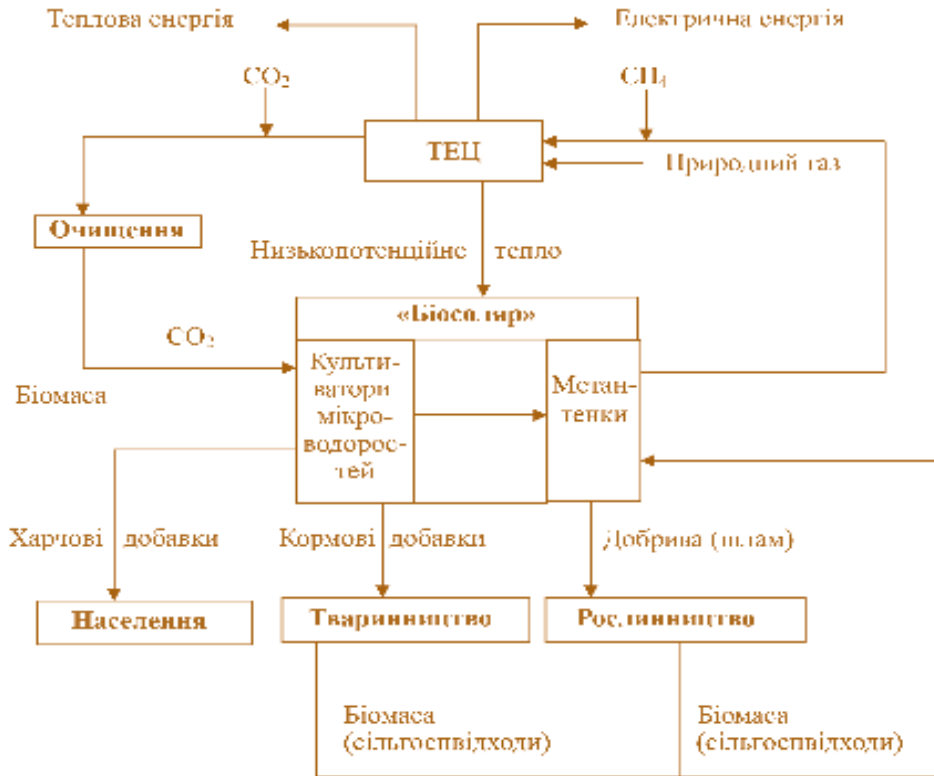 Теплова енергія
Електрична енергія
CO₂
CH₄
ТЕЦ
Природний газ
Очищення
Низькопотенційне тепло
«Біосоляр»
CO₂
Культи-
ватори
мікро-
водорос-
тей
Метан-
тенки
Біомаса
Харчові добавки
Кормові добавки
Добрива (шлам)
Населення
Тваринництво
Рослинництво
Біомаса
(сільгоспвідходи)
Біомаса
(сільгоспвідходи)